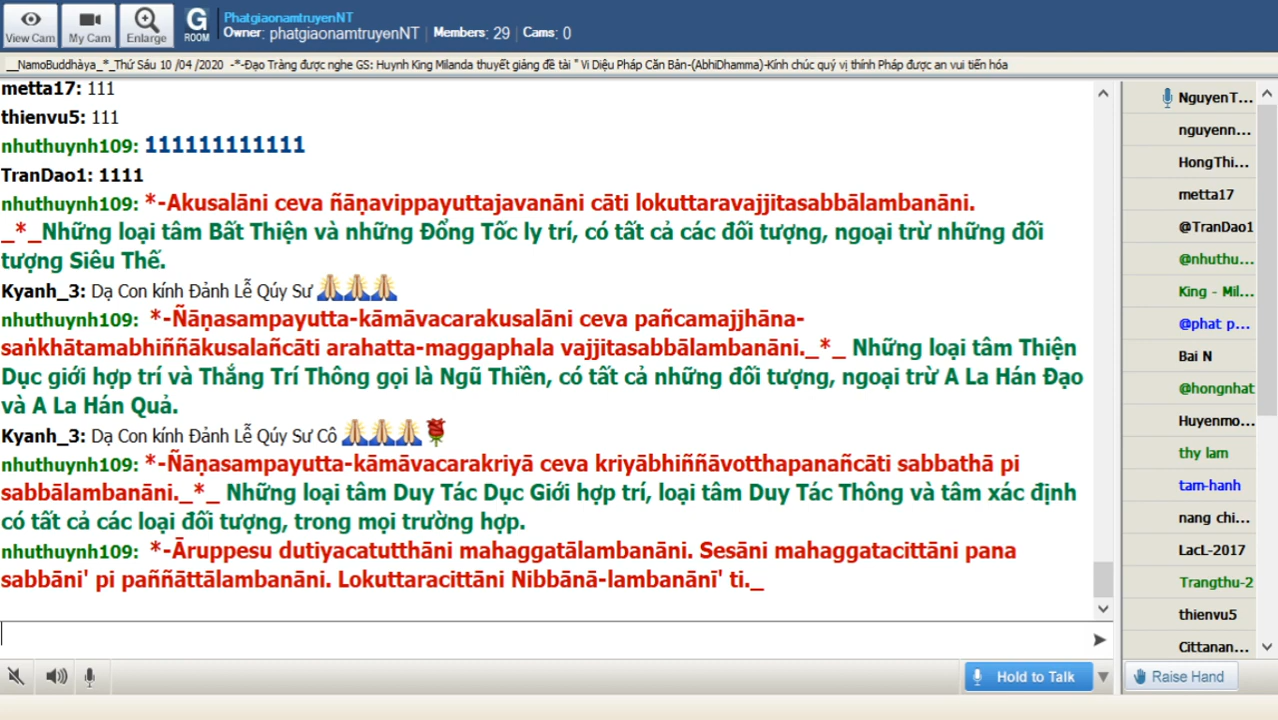 View Cam
My Cam
Enlarge
G
ROOM
PhatgiaonamtruyenNT
Owner: phatgiaonamtruyenNT | Members: 29 | Cams: 0
__NamoBuddhàya_*_Thứ Sáu 10 /04 /2020 -*-Đạo Tràng được nghe GS: Huynh King Milanda thuyết giảng đề tài " Vi Diệu Pháp Căn Bản-(AbhiDhamma)-Kính chúc quý vị thính Pháp được an vui tiến hóa
metta17: 111
thienvu5: 111
nhuthuynh109: 111111111111
TranDao1: 1111
nhuthuynh109: *-Akusalāni ceva ñāṇavippayuttajavanāni cāti lokuttaravajjitasabbālambanāni.
_*_Những loại tâm Bất Thiện và những Đổng Tốc ly trí, có tất cả các đối tượng, ngoại trừ những đối
tượng Siêu Thế.
Kyanh_3: Dạ Con kính Đảnh Lễ Qúy Sư 🙏🙏🙏
nhuthuynh109: *-Ñāṇasampayutta-kāmāvacarakusalāni ceva pañcamajjhāna-
saṅkhātamabhiññākusalañcāti arahatta-maggaphala vajjitasabbālambanāni._*_ Những loại tâm Thiện
Dục giới hợp trí và Thắng Trí Thông gọi là Ngũ Thiền, có tất cả những đối tượng, ngoại trừ A La Hán Đạo
và A La Hán Quả.
Kyanh_3: Dạ Con kính Đảnh Lễ Qúy Sư Cô 🙏🙏🙏🌹
nhuthuynh109: *-Ñāṇasampayutta-kāmāvacarakriyā ceva kriyābhiññāvotthapanañcāti sabbathā pi
sabbālambanāni._*_ Những loại tâm Duy Tác Dục Giới hợp trí, loại tâm Duy Tác Thông và tâm xác định
có tất cả các loại đối tượng, trong mọi trường hợp.
nhuthuynh109: *-Āruppesu dutiyacatutthāni mahaggatālambanāni. Sesāni mahaggatacittāni pana
sabbāni' pi paññāttālambanāni. Lokuttaracittāni Nibbānā-lambanānī' ti._
Hold to Talk
NguyenT...
nguyenn...
HongThi...
metta17
@TranDao1
@nhuthu...
King - Mil...
@phat p...
Bai N
@hongnhat
Huyenmo...
thy lam
tam-hanh
nang chi...
LacL-2017
Trangthu-2
thienvu5
Cittanan...
Raise Hand